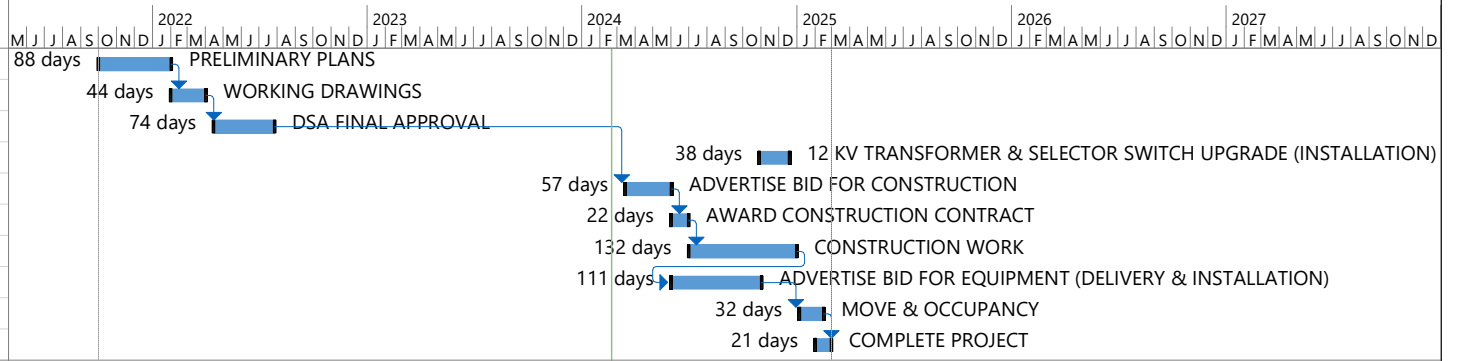 2022 2023 2024 2025 2026 2027
M J J A S O N D J F M A M J J A S O N D J F M A M J J A S O N D J F M A M J J A S O N D J F M A M J J A S O N D J F M A M J J A S O N D J F M A M J J A S O N D
88 days PRELIMINARY PLANS
44 days WORKING DRAWINGS
74 days DSA FINAL APPROVAL
38 days 12 KV TRANSFORMER & SELECTOR SWITCH UPGRADE (INSTALLATION)
57 days ADVERTISE BID FOR CONSTRUCTION
22 days AWARD CONSTRUCTION CONTRACT
132 days CONSTRUCTION WORK
111 days ADVERTISE BID FOR EQUIPMENT (DELIVERY & INSTALLATION)
32 days MOVE & OCCUPANCY
21 days COMPLETE PROJECT